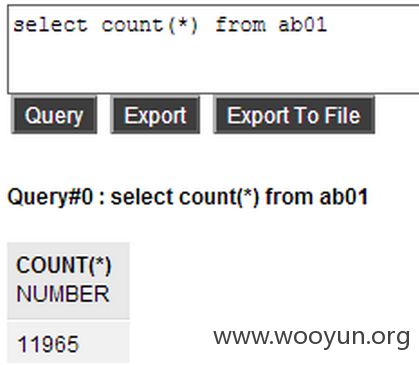 select count(*) from ab01
Query Export Export To File
Query#0 : select count(*) from ab01
COUNT(*)
NUMBER
11965
www.wooyun.org